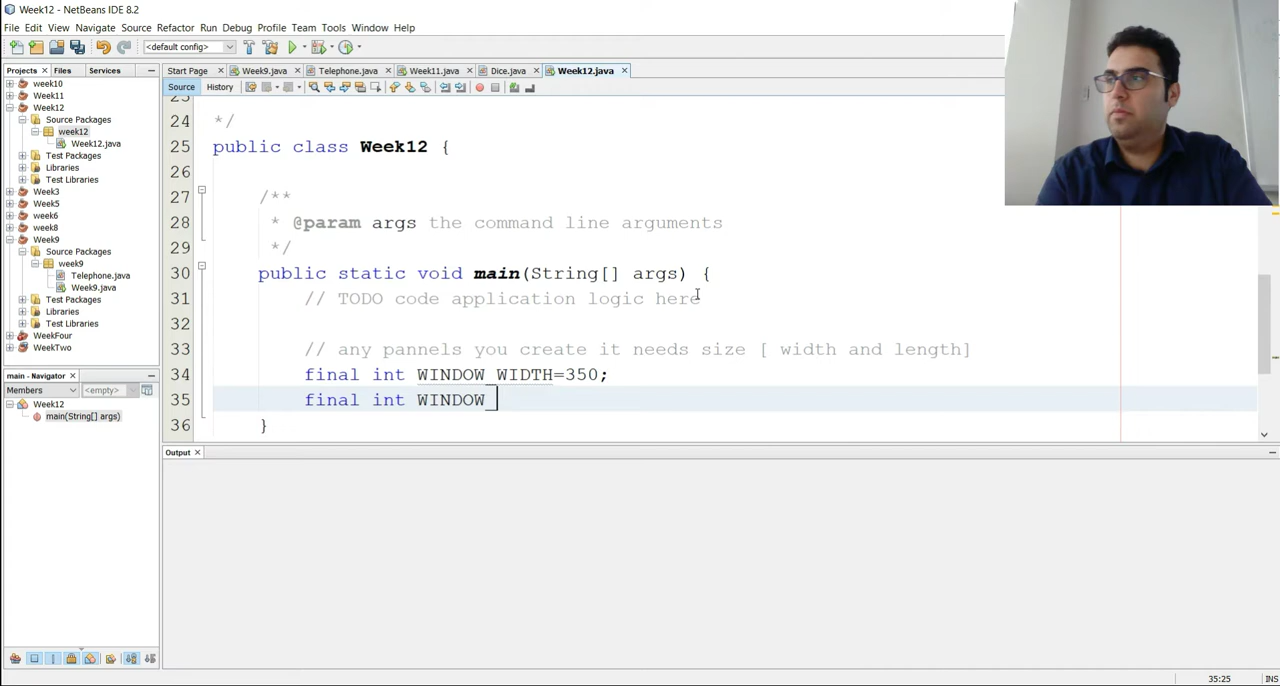 Week12 - NetBeans IDE 8.2
File Edit View Navigate Source Refactor Run Debug Profile Team Tools Window Help
<default config>
Projects Files Services
Start Page Week9.java Telephone.java Week11.java Dice.java Week12.java
Source History
week10
Week11
Week12
Source Packages
week12
Week12.java
Test Packages
Libraries
Test Libraries
Week3
Week5
week6
week8
Week9
Source Packages
week9
Telephone.java
Week9.java
Test Packages
Libraries
Test Libraries
WeekFour
WeekTwo
main - Navigator
Members <empty>
Week12
main(String[] args)
23
24 */
25 public class Week12 {
26
27 /**
28 * @param args the command line arguments
29 */
30 public static void main(String[] args) {
31 // TODO code application logic here
32
33 // any pannels you create it needs size [ width and length]
34 final int WINDOW_WIDTH=350;
35 final int WINDOW_
36 }
Output
35:25 INS